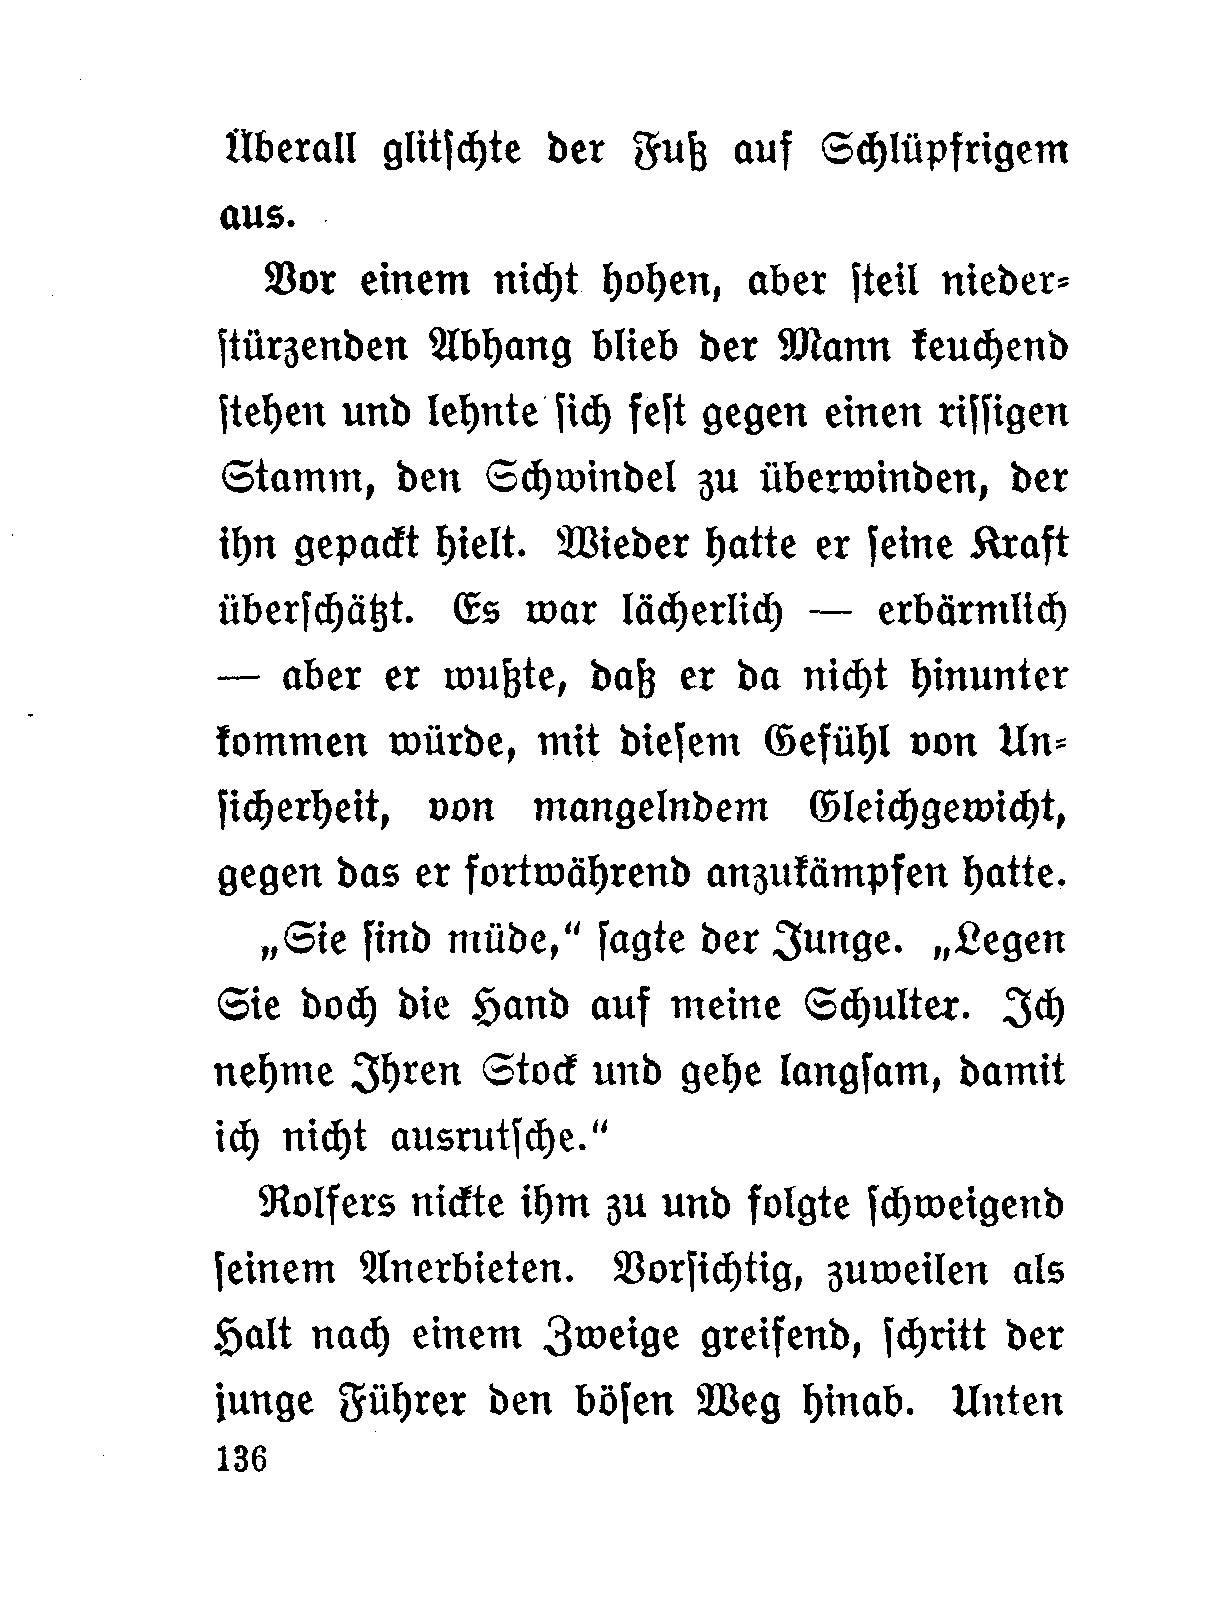 Überall glitſchte der Fuß auf Schlüpfrigem
aus.
Vor einem nicht hohen, aber ſteil nieder⸗
ſtürzenden Abhang blieb der Mann keuchend
ſtehen und lehnte ſich feſt gegen einen riſſigen
Stamm, den Schwindel zu überwinden, der
ihn gepackt hielt. Wieder hatte er ſeine Kraft
überſchätzt. Es war lächerlich — erbärmlich
— aber er wußte, daß er da nicht hinunter
kommen würde, mit dieſem Gefühl von Un⸗
ſicherheit, von mangelndem Gleichgewicht,
gegen das er fortwährend anzukämpfen hatte.
„Sie ſind müde,“ ſagte der Junge. „Legen
Sie doch die Hand auf meine Schulter. Ich
nehme Ihren Stock und gehe langſam, damit
ich nicht ausrutſche.“
Rolfers nickte ihm zu und folgte ſchweigend
ſeinem Anerbieten. Vorſichtig, zuweilen als
Halt nach einem Zweige greifend, ſchritt der
junge Führer den böſen Weg hinab. Unten
136